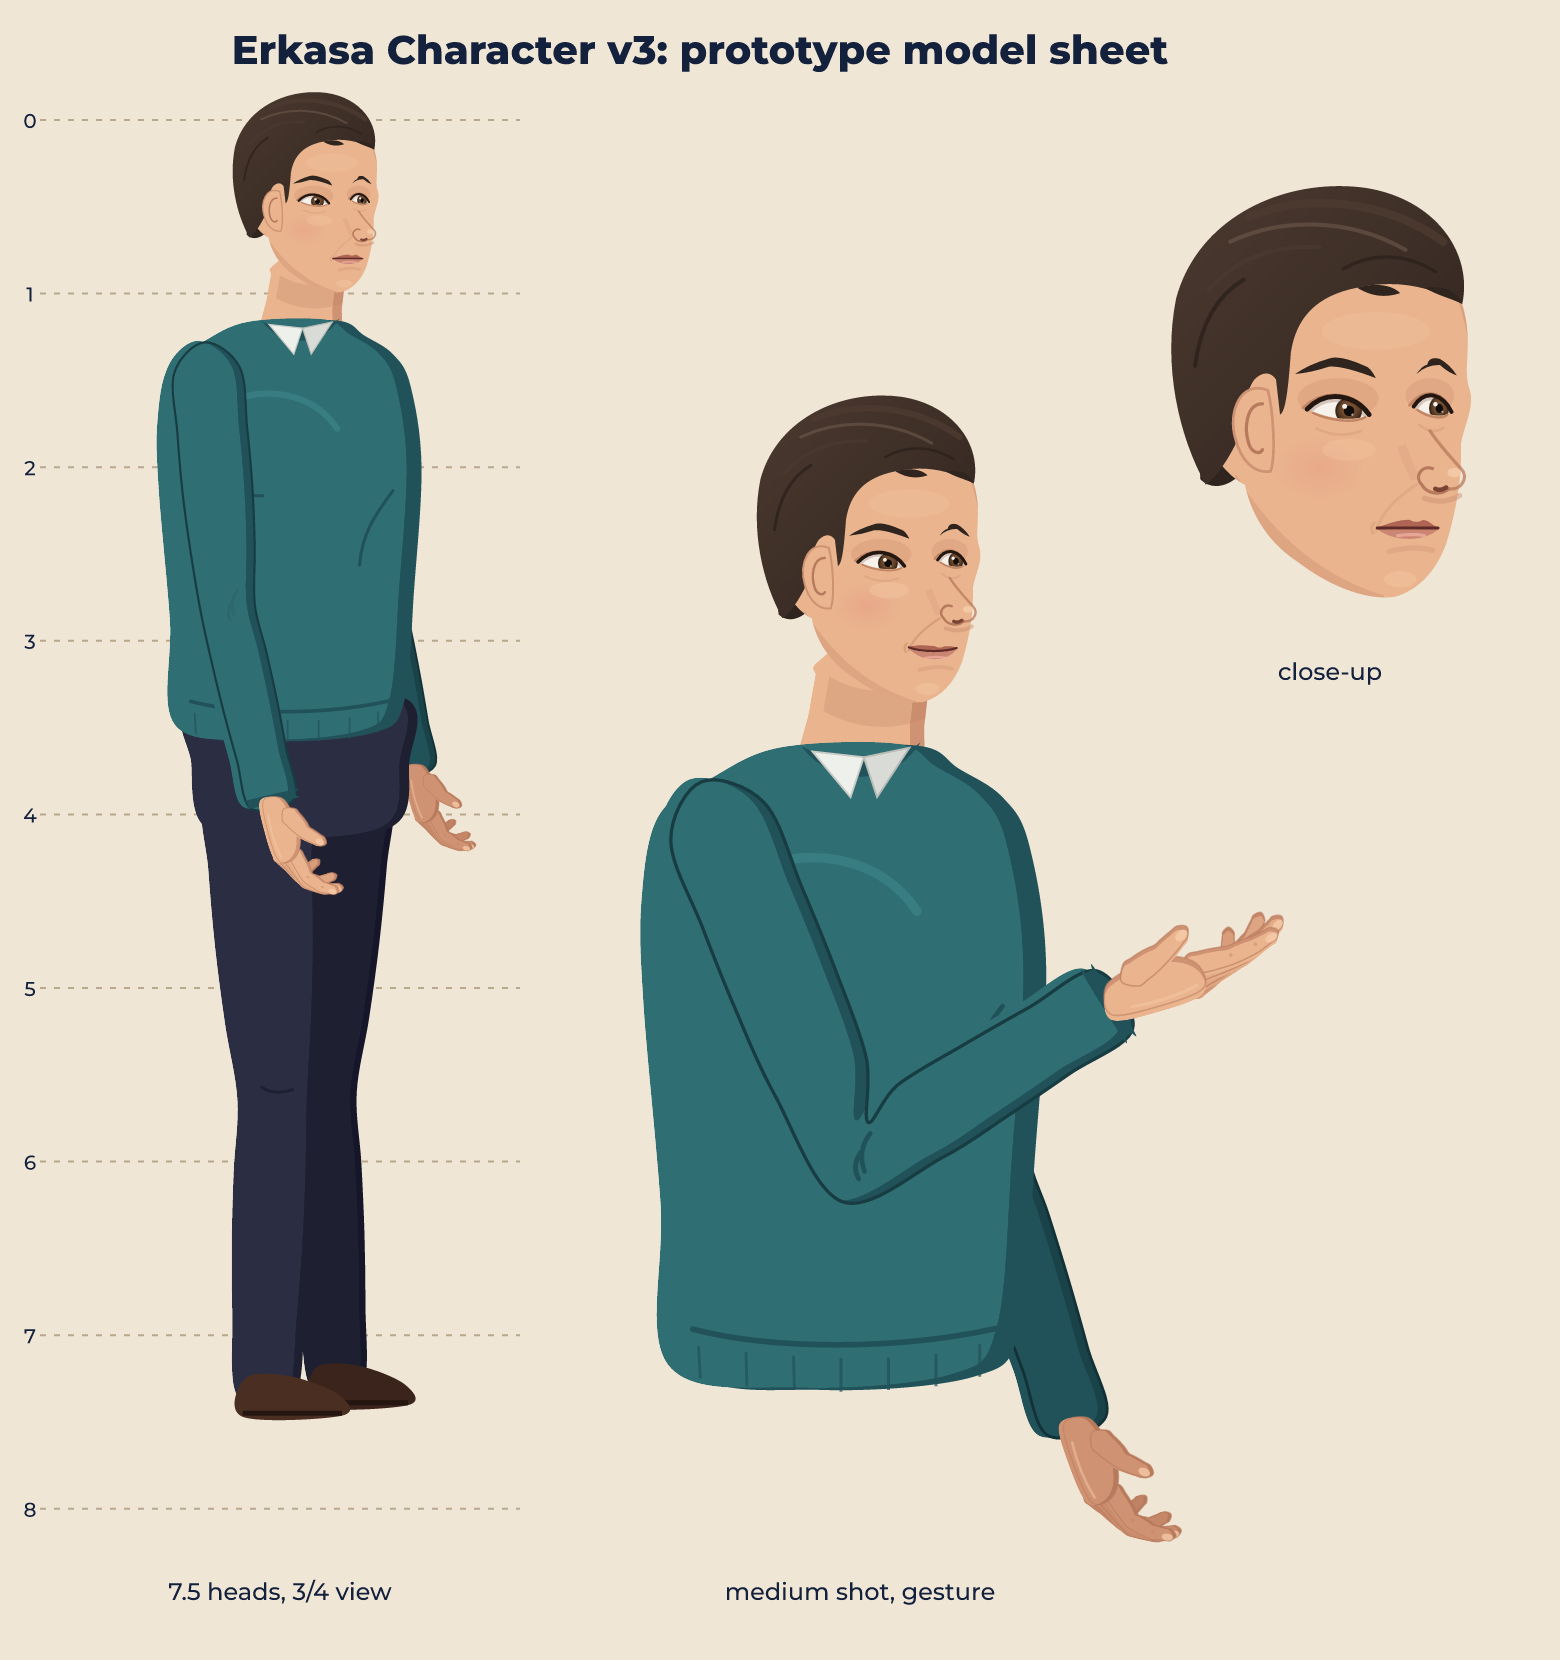 Erkasa Character v3: prototype model sheet
0
1
2
3
4
5
6
7
8
close-up
7.5 heads, 3/4 view
medium shot, gesture